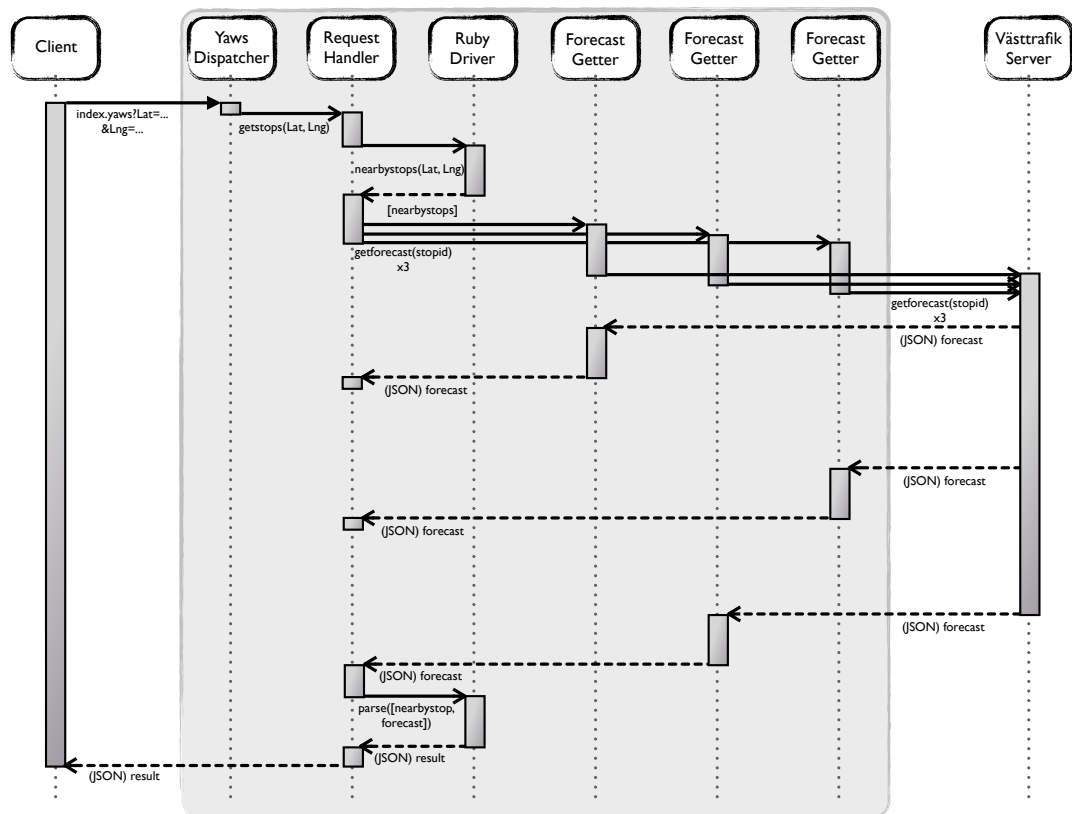 Client
Yaws
Dispatcher
Request
Handler
Ruby
Driver
Forecast
Getter
Forecast
Getter
Forecast
Getter
Västtrafik
Server
index.yaws?Lat=...
&Lng=...
getstops(Lat, Lng)
nearbystops(Lat, Lng)
[nearbystops]
getforecast(stopid)
x3
getforecast(stopid)
x3
(JSON) forecast
(JSON) forecast
(JSON) forecast
(JSON) forecast
(JSON) forecast
(JSON) forecast
parse([nearbystop,
forecast])
(JSON) result
(JSON) result